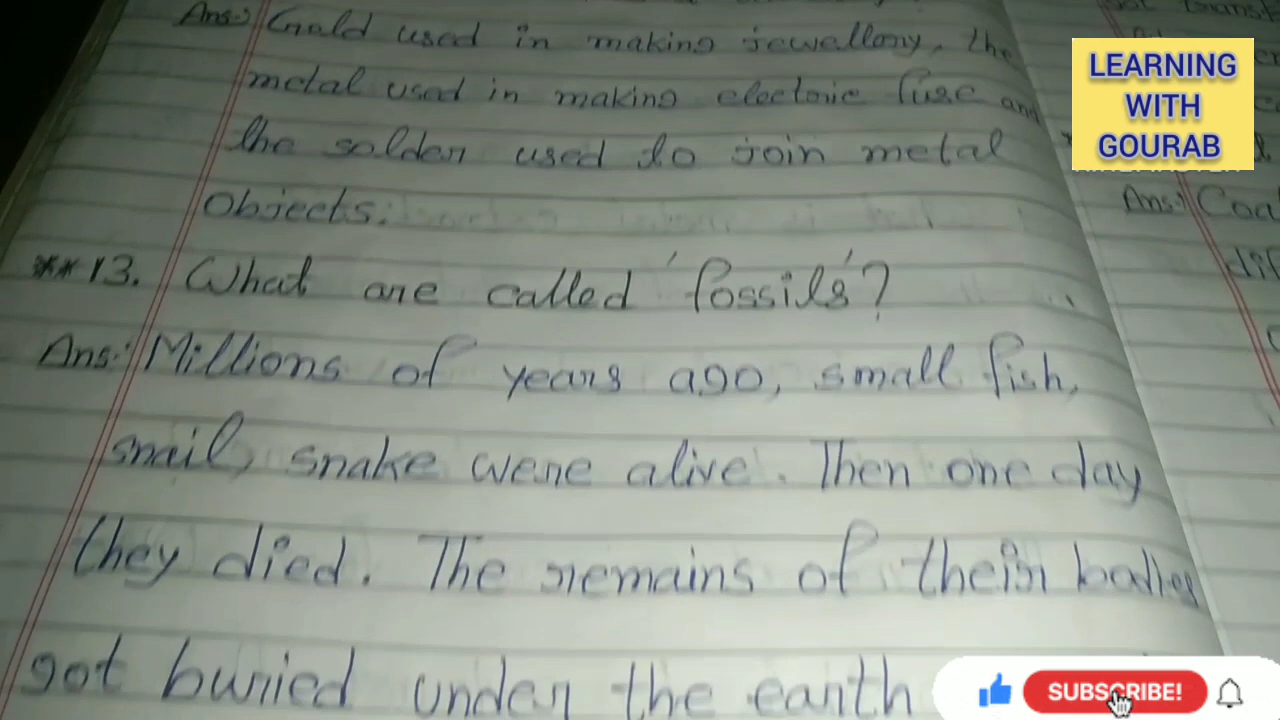 Ans:) Gold used in making jewellery, the
metal used in making electric fuse and
the solder used to join metal
Objects.
** 13. What are called 'fossils'?
Ans:) Millions of years ago, small fish,
snail, snake were alive. Then one day
they died. The remains of their bodies
got buried under the earth
Ans:) Coa
dif
LEARNING
WITH
GOURAB
SUBSCRIBE!